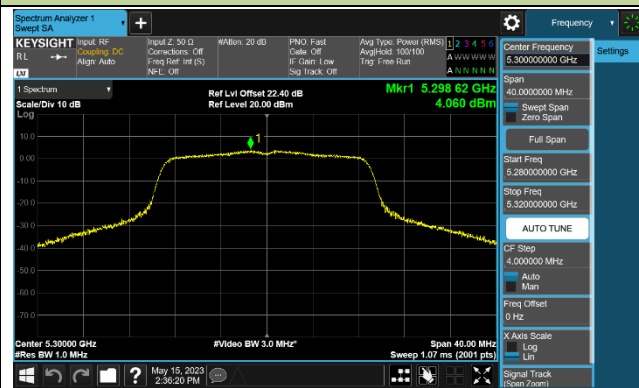 Spectrum Analyzer 1
Swept SA
Frequency
KEYSIGHT
RL
LXI
Input: RF
Coupling: DC
Align: Auto
Input Z: 50 Ω
Corrections: Off
Freq Ref: Int (S)
NFE: Off
#Atten: 20 dB
PNO: Fast
Gate: Off
IF Gain: Low
Sig Track: Off
Avg Type: Power (RMS)
Avg|Hold: 100/100
Trig: Free Run
1 2 3 4 5 6
A W W W W W
A N N N N N
Center Frequency
5.300000000 GHz
Settings
1 Spectrum
Scale/Div 10 dB
Log
Ref Lvl Offset 22.40 dB
Ref Level 20.00 dBm
Mkr1 5.298 62 GHz
4.060 dBm
Span
40.0000000 MHz
Swept Span
Zero Span
Full Span
Start Freq
5.280000000 GHz
Stop Freq
5.320000000 GHz
AUTO TUNE
CF Step
4.000000 MHz
Auto
Man
Freq Offset
0 Hz
X Axis Scale
Log
Lin
Signal Track
(Span Zoom)
1
10.0
0.00
-10.0
-20.0
-30.0
-40.0
-50.0
-60.0
-70.0
Center 5.30000 GHz
#Res BW 1.0 MHz
#Video BW 3.0 MHz*
Span 40.00 MHz
Sweep 1.07 ms (2001 pts)
?
May 15, 2023
2:36:20 PM